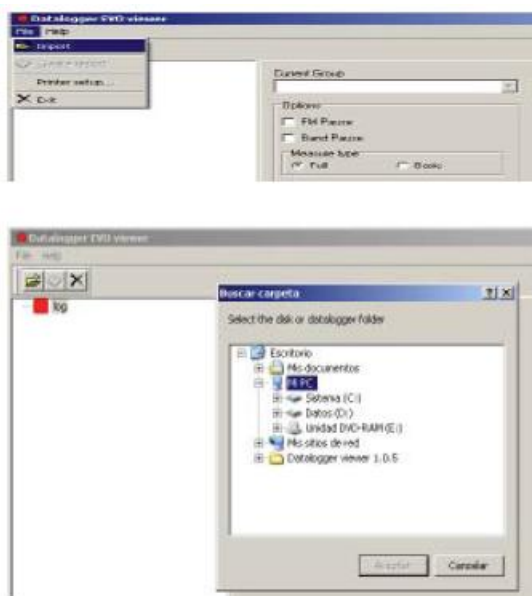 Datalogger EVO viewer
File Help
Import
Create report
Printer setup...
Exit
Current Group
Options
FM Pause
Band Pause
Measure type
Full Basic
Datalogger EVO viewer
File Help
log
Buscar carpeta
Select the disk or datalogger folder
Escritorio
Mis documentos
Mi PC
Sistema (C:)
Datos (D:)
Unidad DVD-RAM (E:)
Mis sitios de red
Datalogger viewer 1.0.5
Aceptar Cancelar